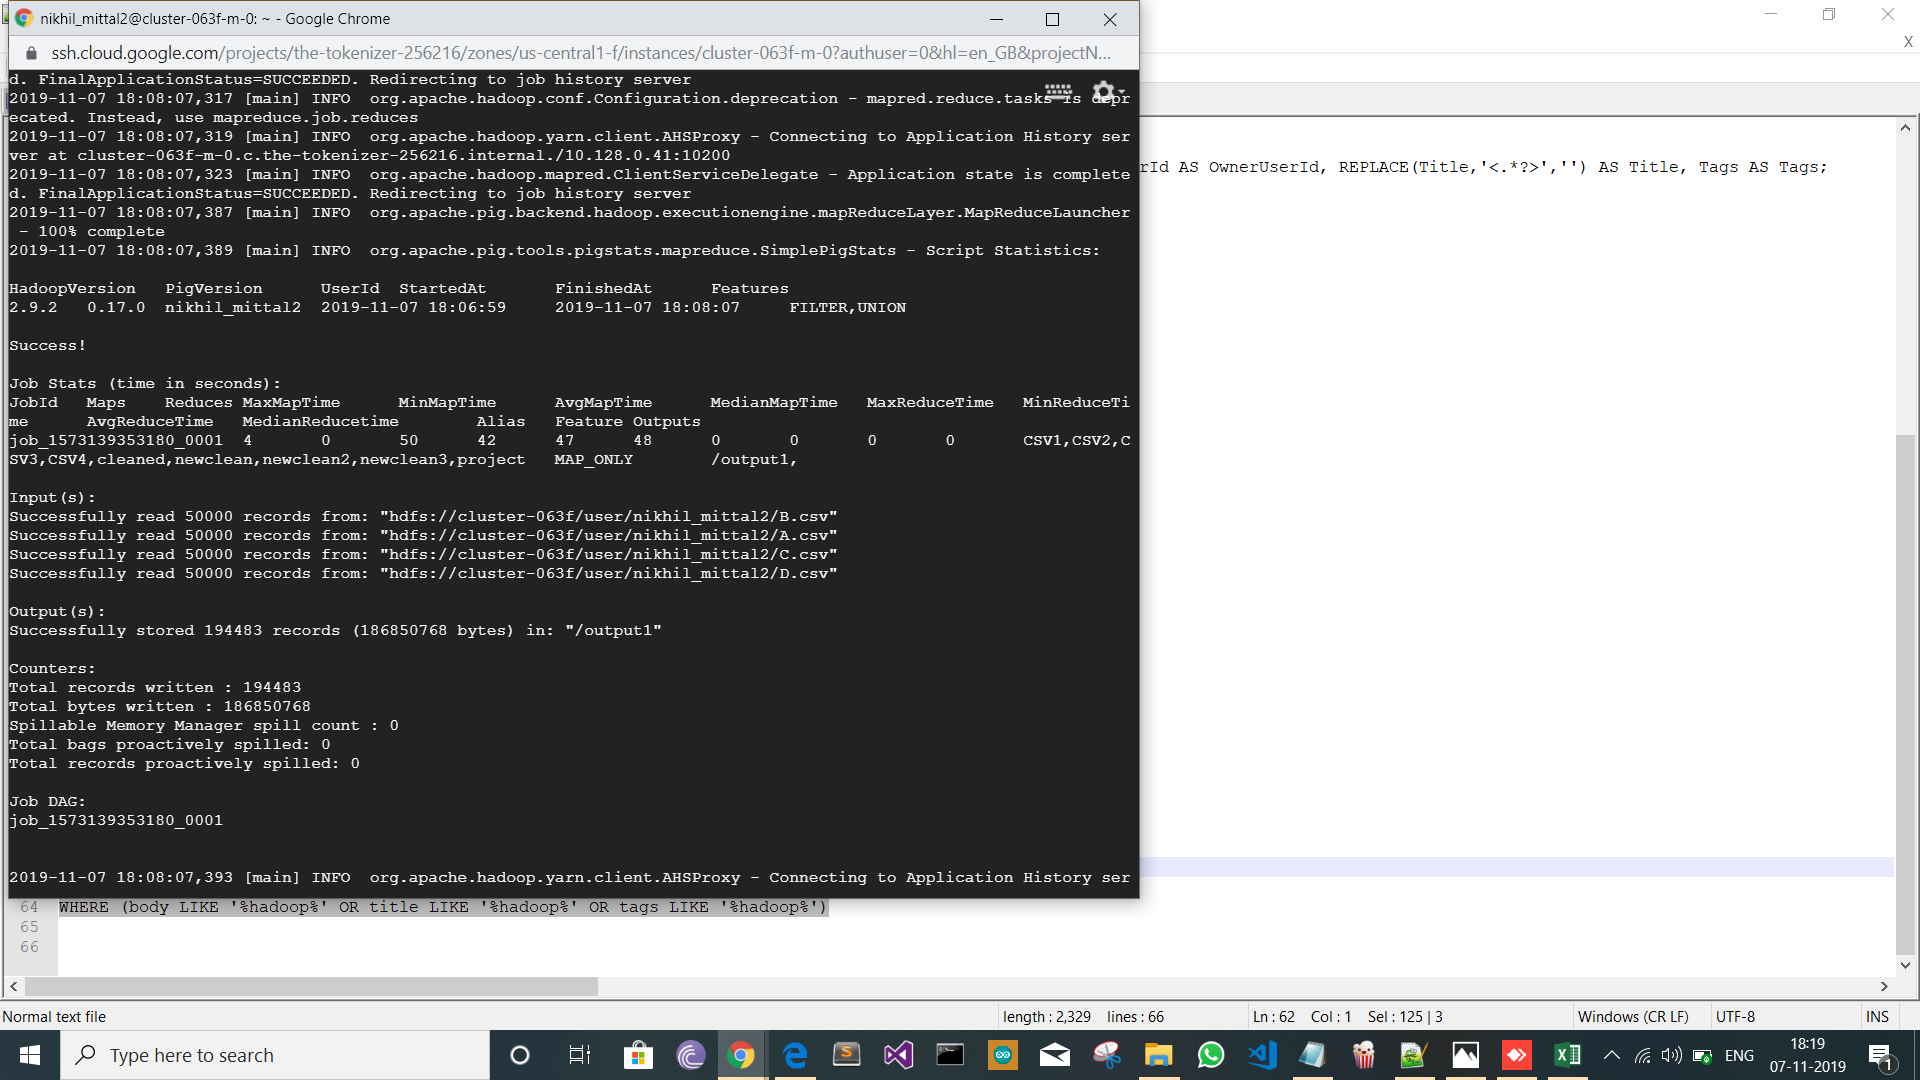 nikhil_mittal2@cluster-063f-m-0: ~ - Google Chrome
ssh.cloud.google.com/projects/the-tokenizer-256216/zones/us-central1-f/instances/cluster-063f-m-0?authuser=0&hl=en_GB&projectN...
X
d. FinalApplicationStatus=SUCCEEDED. Redirecting to job history server
2019-11-07 18:08:07,317 [main] INFO  org.apache.hadoop.conf.Configuration.deprecation - mapred.reduce.tasks is depr
ecated. Instead, use mapreduce.job.reduces
2019-11-07 18:08:07,319 [main] INFO  org.apache.hadoop.yarn.client.AHSProxy - Connecting to Application History ser
ver at cluster-063f-m-0.c.the-tokenizer-256216.internal./10.128.0.41:10200
2019-11-07 18:08:07,323 [main] INFO  org.apache.hadoop.mapred.ClientServiceDelegate - Application state is complete
d. FinalApplicationStatus=SUCCEEDED. Redirecting to job history server
2019-11-07 18:08:07,387 [main] INFO  org.apache.pig.backend.hadoop.executionengine.mapReduceLayer.MapReduceLauncher
 - 100% complete
2019-11-07 18:08:07,389 [main] INFO  org.apache.pig.tools.pigstats.mapreduce.SimplePigStats - Script Statistics:
HadoopVersion   PigVersion      UserId  StartedAt       FinishedAt      Features
2.9.2   0.17.0  nikhil_mittal2  2019-11-07 18:06:59     2019-11-07 18:08:07     FILTER,UNION
Success!
Job Stats (time in seconds):
JobId   Maps    Reduces MaxMapTime      MinMapTime      AvgMapTime      MedianMapTime   MaxReduceTime   MinReduceTi
me      AvgReduceTime   MedianReducetime        Alias   Feature Outputs
job_1573139353180_0001  4       0       50      42      47      48      0       0       0       0       CSV1,CSV2,C
SV3,CSV4,cleaned,newclean,newclean2,newclean3,project   MAP_ONLY        /output1,
Input(s):
Successfully read 50000 records from: "hdfs://cluster-063f/user/nikhil_mittal2/B.csv"
Successfully read 50000 records from: "hdfs://cluster-063f/user/nikhil_mittal2/A.csv"
Successfully read 50000 records from: "hdfs://cluster-063f/user/nikhil_mittal2/C.csv"
Successfully read 50000 records from: "hdfs://cluster-063f/user/nikhil_mittal2/D.csv"
Output(s):
Successfully stored 194483 records (186850768 bytes) in: "/output1"
Counters:
Total records written : 194483
Total bytes written : 186850768
Spillable Memory Manager spill count : 0
Total bags proactively spilled: 0
Total records proactively spilled: 0
Job DAG:
job_1573139353180_0001
2019-11-07 18:08:07,393 [main] INFO  org.apache.hadoop.yarn.client.AHSProxy - Connecting to Application History ser
rId AS OwnerUserId, REPLACE(Title,'<.*?>','') AS Title, Tags AS Tags;
64 WHERE (body LIKE '%hadoop%' OR title LIKE '%hadoop%' OR tags LIKE '%hadoop%')
65
66
Normal text file length : 2,329 lines : 66 Ln : 62 Col : 1 Sel : 125 | 3 Windows (CR LF) UTF-8 INS
Type here to search
ENG
18:19
07-11-2019
1